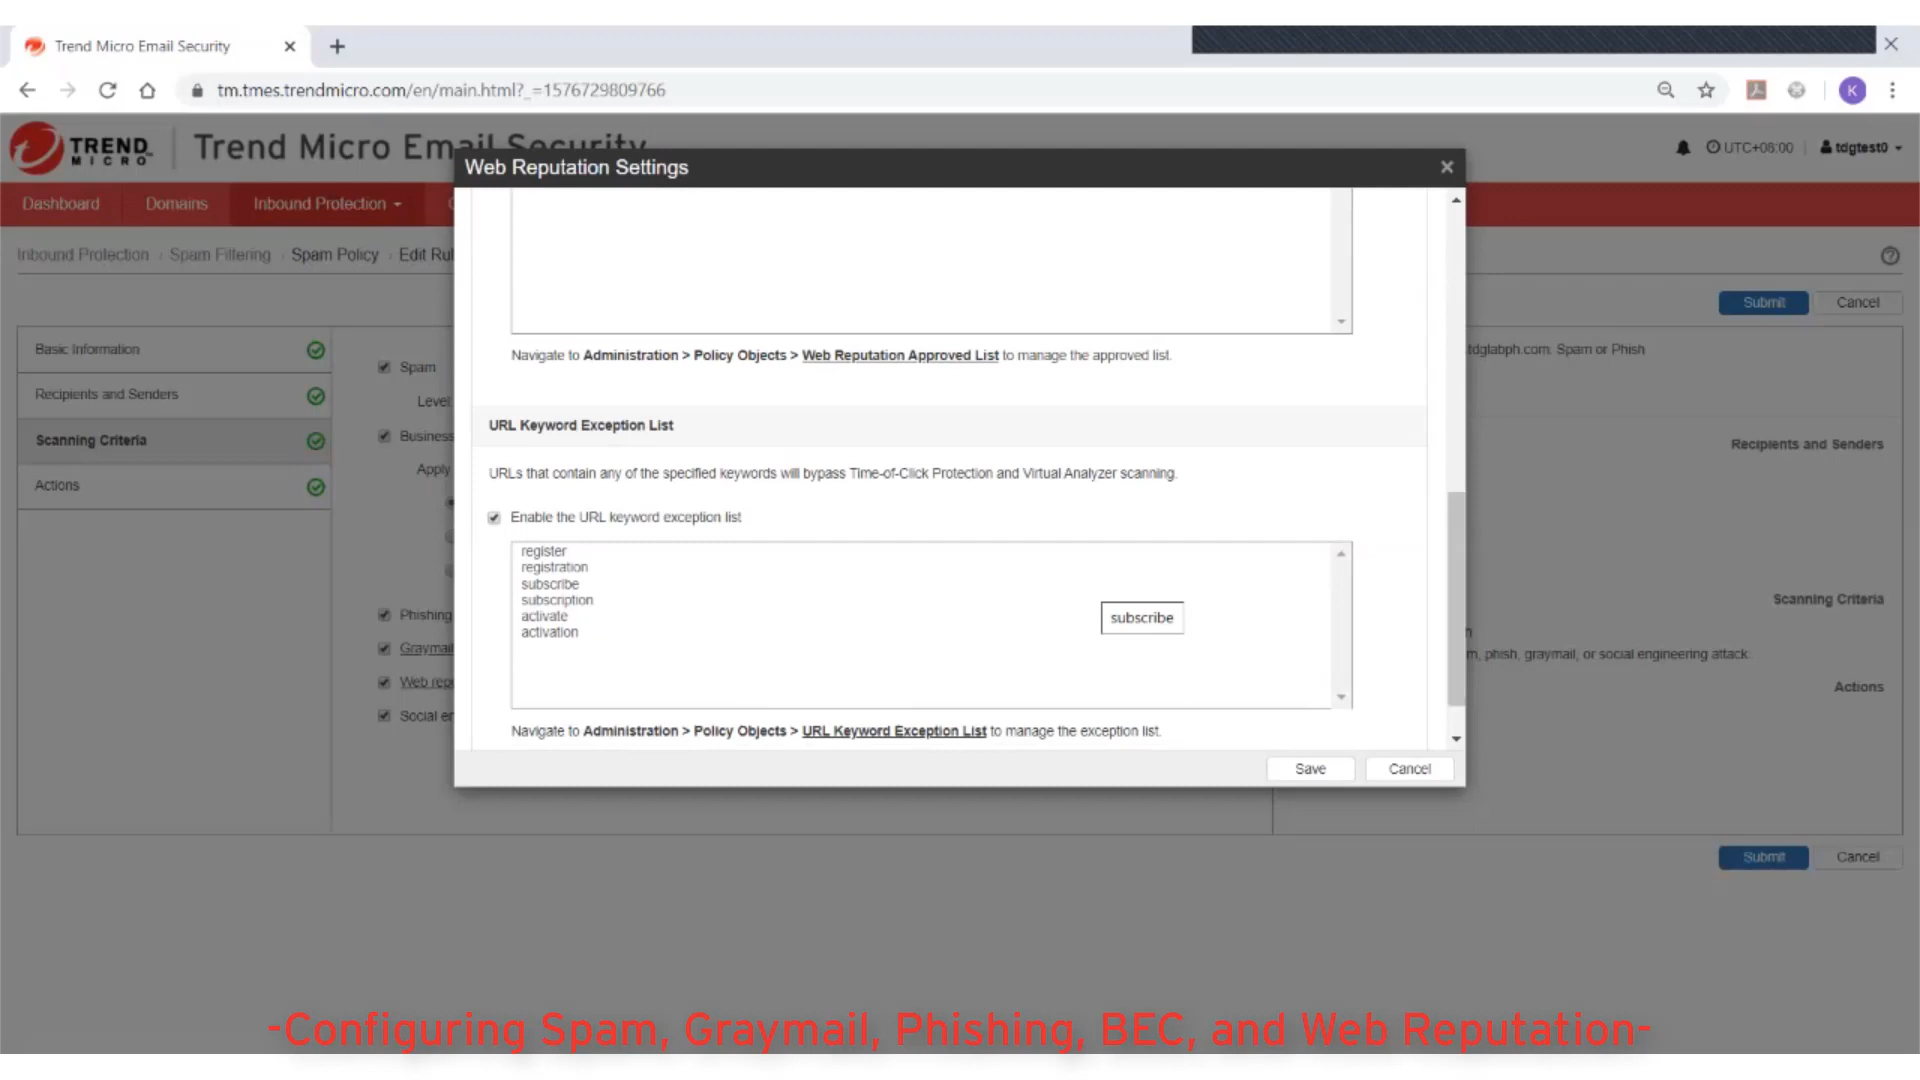 Trend Micro Email Security
tm.tmes.trendmicro.com/en/main.html?_=1576729809766
K
TREND
MICRO
Trend Micro Email Security
UTC+08:00
tdgtest0
Dashboard
Domains
Inbound Protection
Inbound Protection
Spam Filtering
Spam Policy
Edit Rul
Submit
Cancel
Basic Information
Recipients and Senders
Scanning Criteria
Actions
Spam
Level
Business
Apply
Phishing
Graymail
Web rep
Social en
Web Reputation Settings
Navigate to Administration > Policy Objects > Web Reputation Approved List to manage the approved list.
URL Keyword Exception List
URLs that contain any of the specified keywords will bypass Time-of-Click Protection and Virtual Analyzer scanning.
Enable the URL keyword exception list
register
registration
subscribe
subscription
activate
activation
subscribe
Navigate to Administration > Policy Objects > URL Keyword Exception List to manage the exception list.
Save
Cancel
tdglabph.com. Spam or Phish
Recipients and Senders
Scanning Criteria
m, phish, graymail, or social engineering attack.
Actions
Submit
Cancel
-Configuring Spam, Graymail, Phishing, BEC, and Web Reputation-